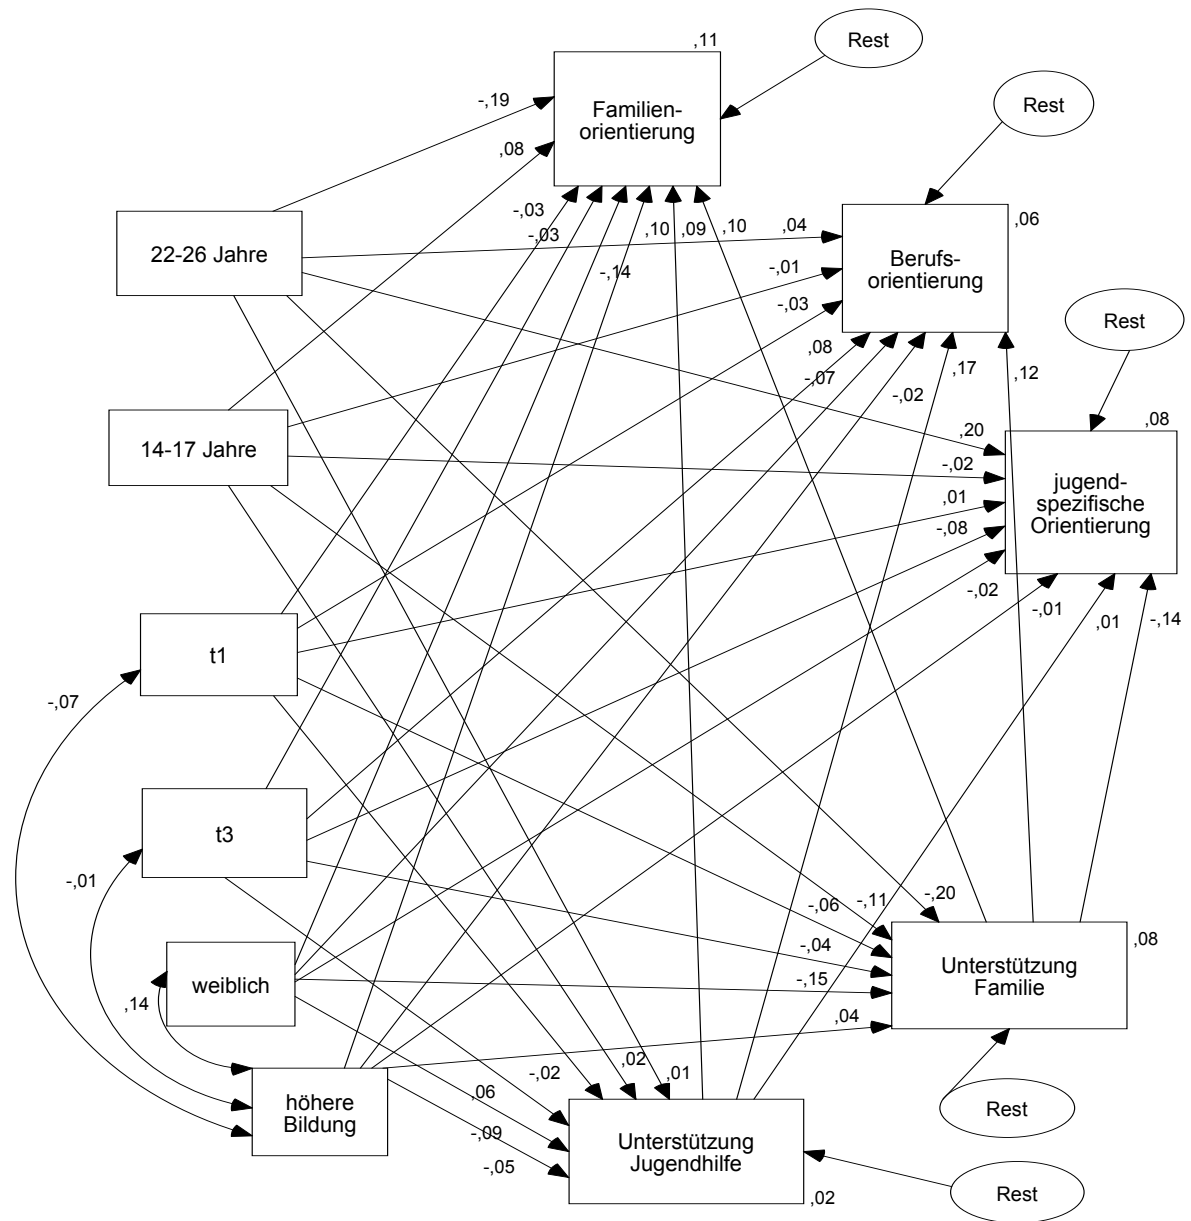 ,11
Rest
Familien-
orientierung
-,19
,08
Rest
-,03
-,03
,10
,09
,10
,04
,06
22-26 Jahre
-,14
-,01
Berufs-
orientierung
-,03
Rest
,08
-,07
-,02
,17
,12
14-17 Jahre
,20
,08
-,02
jugend-
spezifische
Orientierung
,01
-,08
-,02
-,01
,01
-,14
t1
-,07
t3
-,01
-,06
-,11
-,20
-,04
,08
Unterstützung
Familie
-,15
weiblich
,14
,04
-,02
,02
,01
,06
höhere
Bildung
Rest
-,09
-,05
Unterstützung
Jugendhilfe
,02
Rest